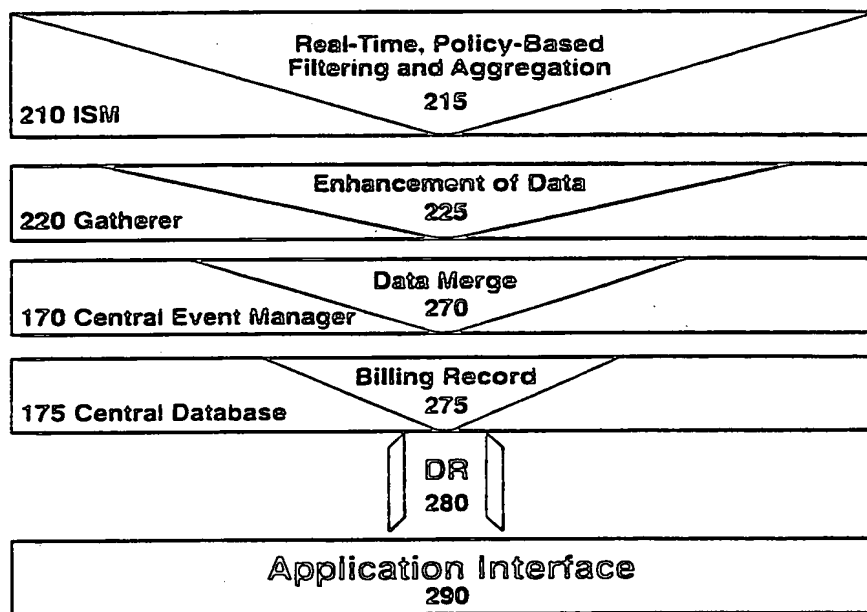 Real-Time, Policy-Based
Filtering and Aggregation
215
210 ISM
Enhancement of Data
225
220 Gatherer
Data Merge
270
170 Central Event Manager
Billing Record
275
175 Central Database
DR
280
Application Interface
290